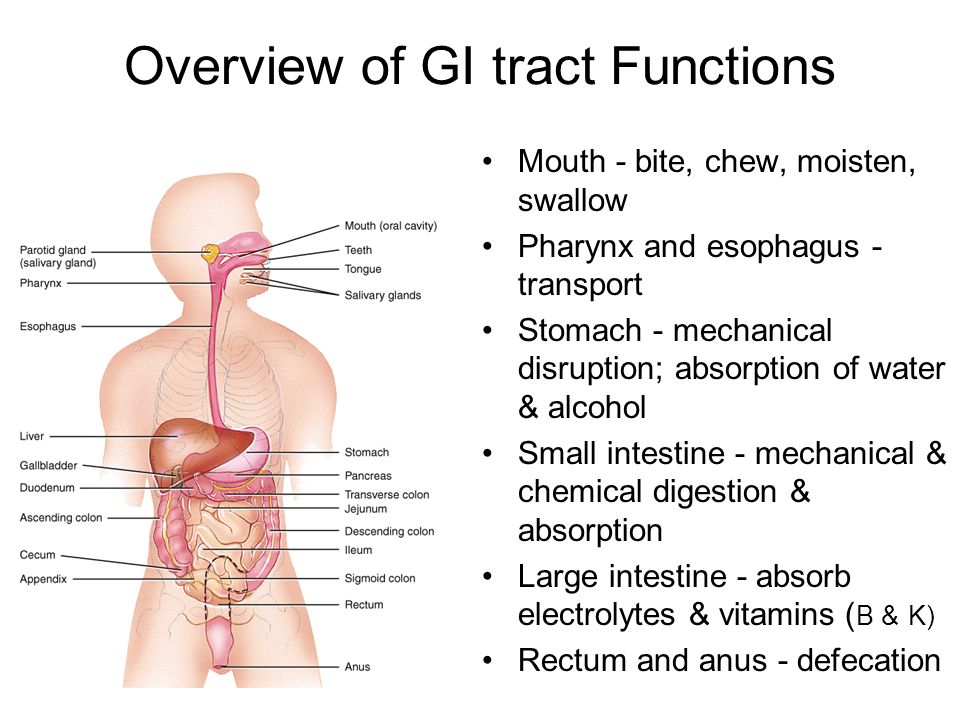 Overview of GI tract Functions
Mouth (oral cavity)
Teeth
Tongue
Salivary glands
Parotid gland
(salivary gland)
Pharynx
Esophagus
Liver
Gallbladder
Duodenum
Ascending colon
Cecum
Appendix
Stomach
Pancreas
Transverse colon
Jejunum
Descending colon
Ileum
Sigmoid colon
Rectum
Anus
• Mouth - bite, chew, moisten,
swallow
• Pharynx and esophagus -
transport
• Stomach - mechanical
disruption; absorption of water
& alcohol
• Small intestine - mechanical &
chemical digestion &
absorption
• Large intestine - absorb
electrolytes & vitamins (B & K)
• Rectum and anus - defecation